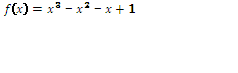 f(x) = x³ − x² − x + 1